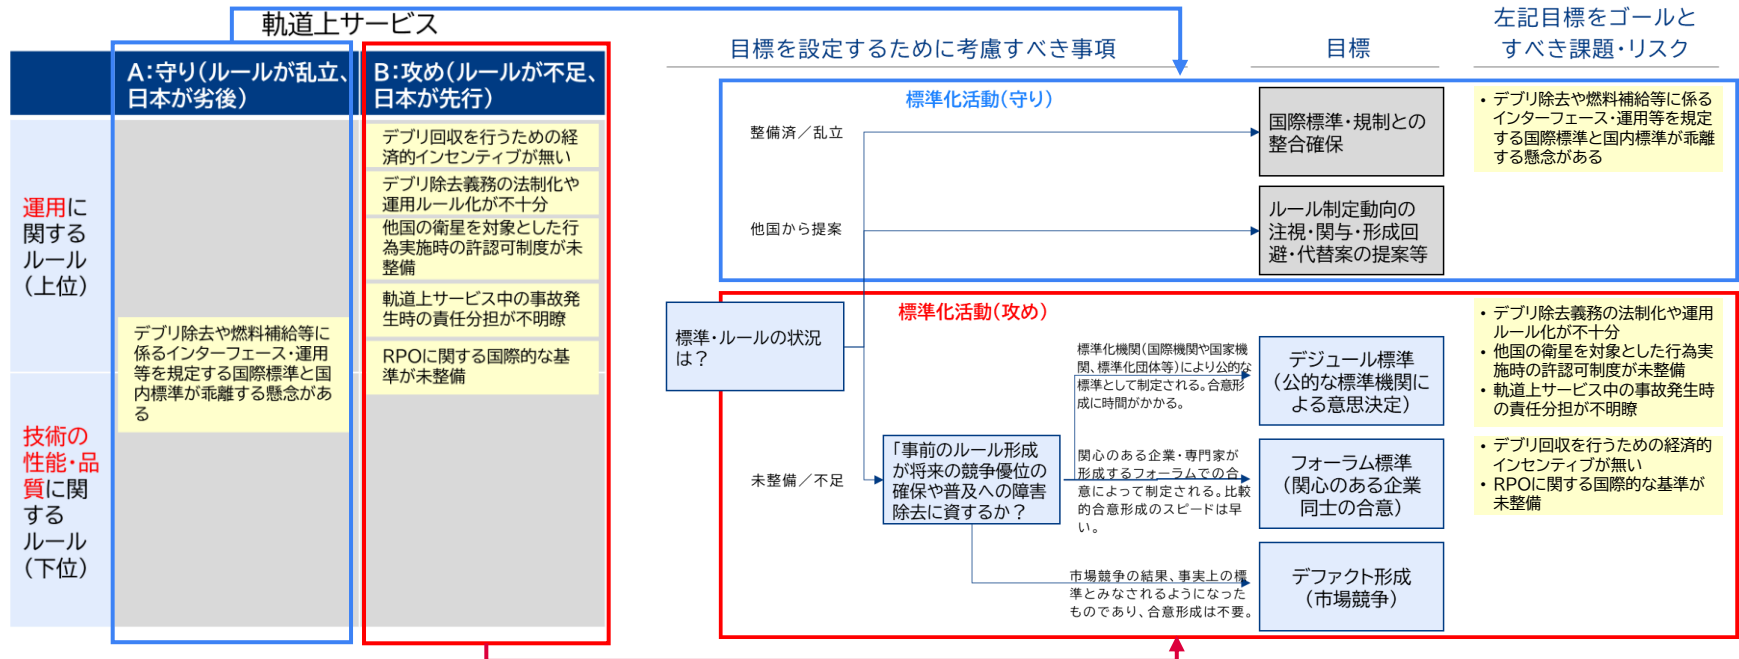 軌道上サービス
A：守り（ルールが乱立、
日本が劣後）
B：攻め（ルールが不足、
日本が先行）
運用に
関する
ルール
（上位）
技術の
性能・品
質に関
する
ルール
（下位）
デブリ除去や燃料補給等に
係るインターフェース・運用
等を規定する国際標準と国
内標準が乖離する懸念があ
る
デブリ回収を行うための経
済的インセンティブが無い
デブリ除去義務の法制化や
運用ルール化が不十分
他国の衛星を対象とした行
為実施時の許認可制度が未
整備
軌道上サービス中の事故発
生時の責任分担が不明瞭
RPOに関する国際的な基
準が未整備
目標を設定するために考慮すべき事項
目標
左記目標をゴールと
すべき課題・リスク
標準化活動（守り）
整備済／乱立
国際標準・規制との
整合確保
• デブリ除去や燃料補給等に係る
インターフェース・運用等を規定
する国際標準と国内標準が乖離
する懸念がある
他国から提案
ルール制定動向の
注視・関与・形成回
避・代替案の提案等
標準・ルールの状況
は？
標準化活動（攻め）
未整備／不足
「事前のルール形成
が将来の競争優位の
確保や普及への障害
除去に資するか？
標準化機関（国際機関や国家機
関、標準化団体等）により公的な
標準として制定される。合意形
成に時間がかかる。
デジュール標準
（公的な標準機関に
よる意思決定）
• デブリ除去義務の法制化や運用
ルール化が不十分
• 他国の衛星を対象とした行為実
施時の許認可制度が未整備
• 軌道上サービス中の事故発生時
の責任分担が不明瞭
関心のある企業・専門家が
形成するフォーラムでの合
意によって制定される。比較
的合意形成のスピードは早
い。
フォーラム標準
（関心のある企業
同士の合意）
• デブリ回収を行うための経済的
インセンティブが無い
• RPOに関する国際的な基準が
未整備
市場競争の結果、事実上の標
準とみなされるようになった
ものであり、合意形成は不要。
デファクト形成
（市場競争）